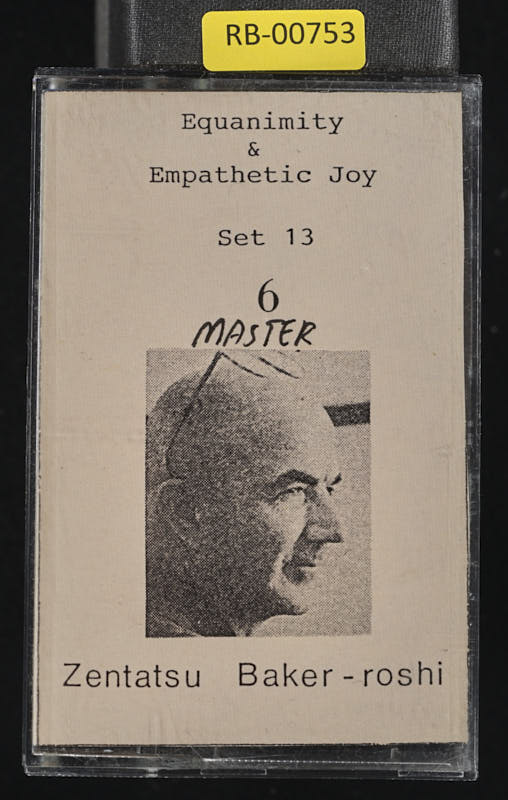 RB-00753
Equanimity
&
Empathetic Joy
Set 13
6
MASTER
Zentatsu Baker-roshi